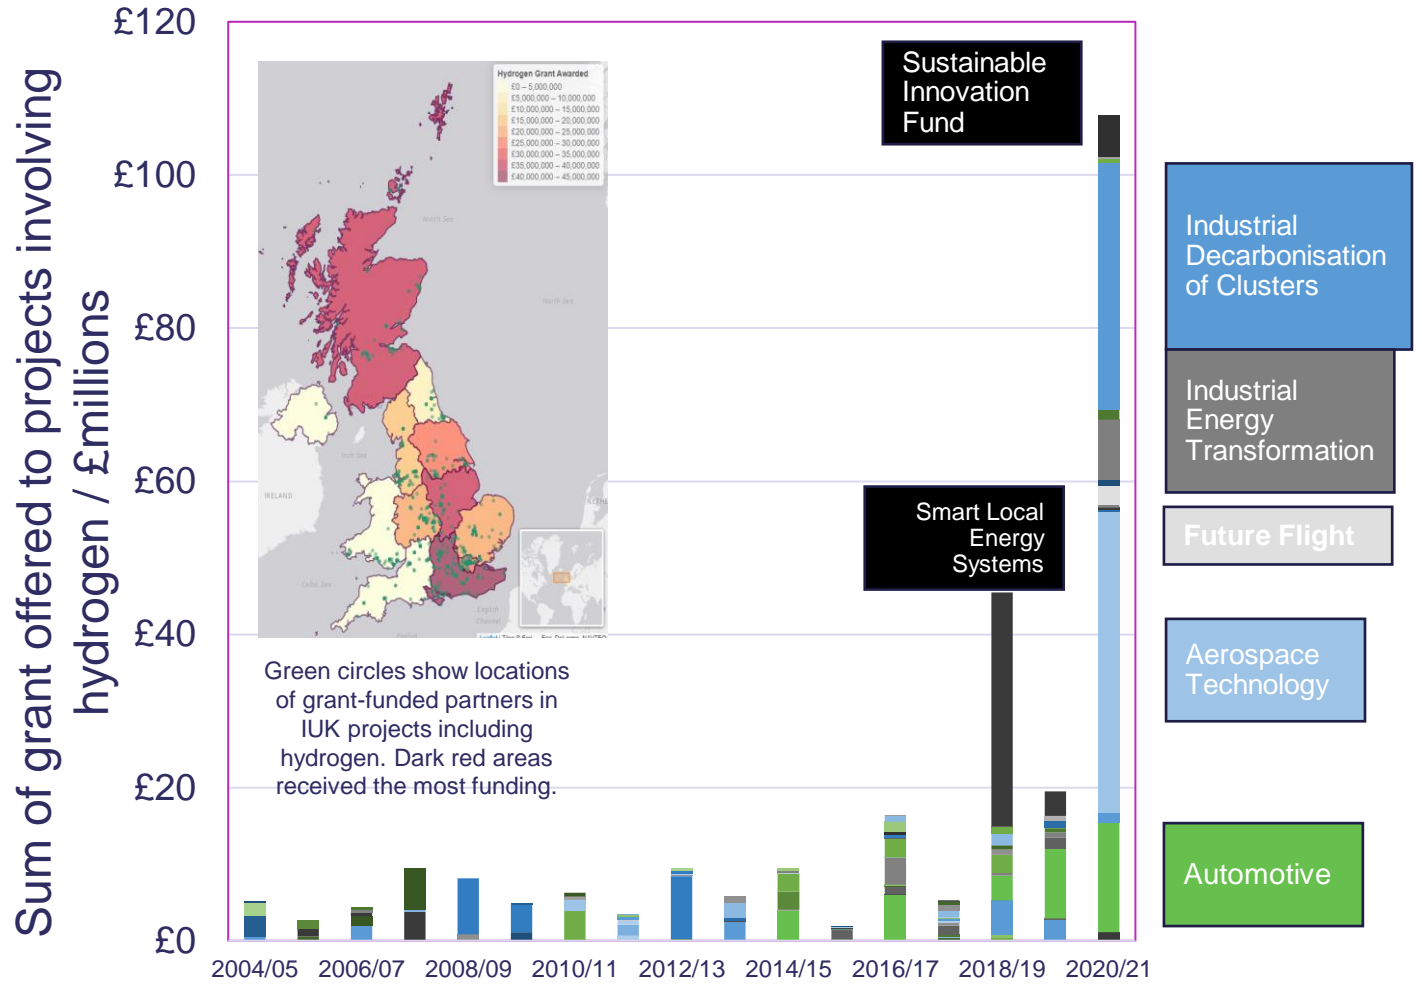 Sum of grant offered to projects involving
hydrogen / £millions
£120
£100
£80
£60
£40
£20
£0
Hydrogen Grant Awarded
£0 – 5,000,000
£5,000,000 – 10,000,000
£10,000,000 – 15,000,000
£15,000,000 – 20,000,000
£20,000,000 – 25,000,000
£25,000,000 – 30,000,000
£30,000,000 – 35,000,000
£35,000,000 – 40,000,000
£40,000,000 – 45,000,000
North Sea
North Sea
Irish Sea
IRELAND
Celtic Sea
English
Channel
Green circles show locations
of grant-funded partners in
IUK projects including
hydrogen. Dark red areas
received the most funding.
Sustainable
Innovation
Fund
Smart Local
Energy
Systems
Industrial
Decarbonisation
of Clusters
Industrial
Energy
Transformation
Future Flight
Aerospace
Technology
Automotive
2004/05 2006/07 2008/09 2010/11 2012/13 2014/15 2016/17 2018/19 2020/21